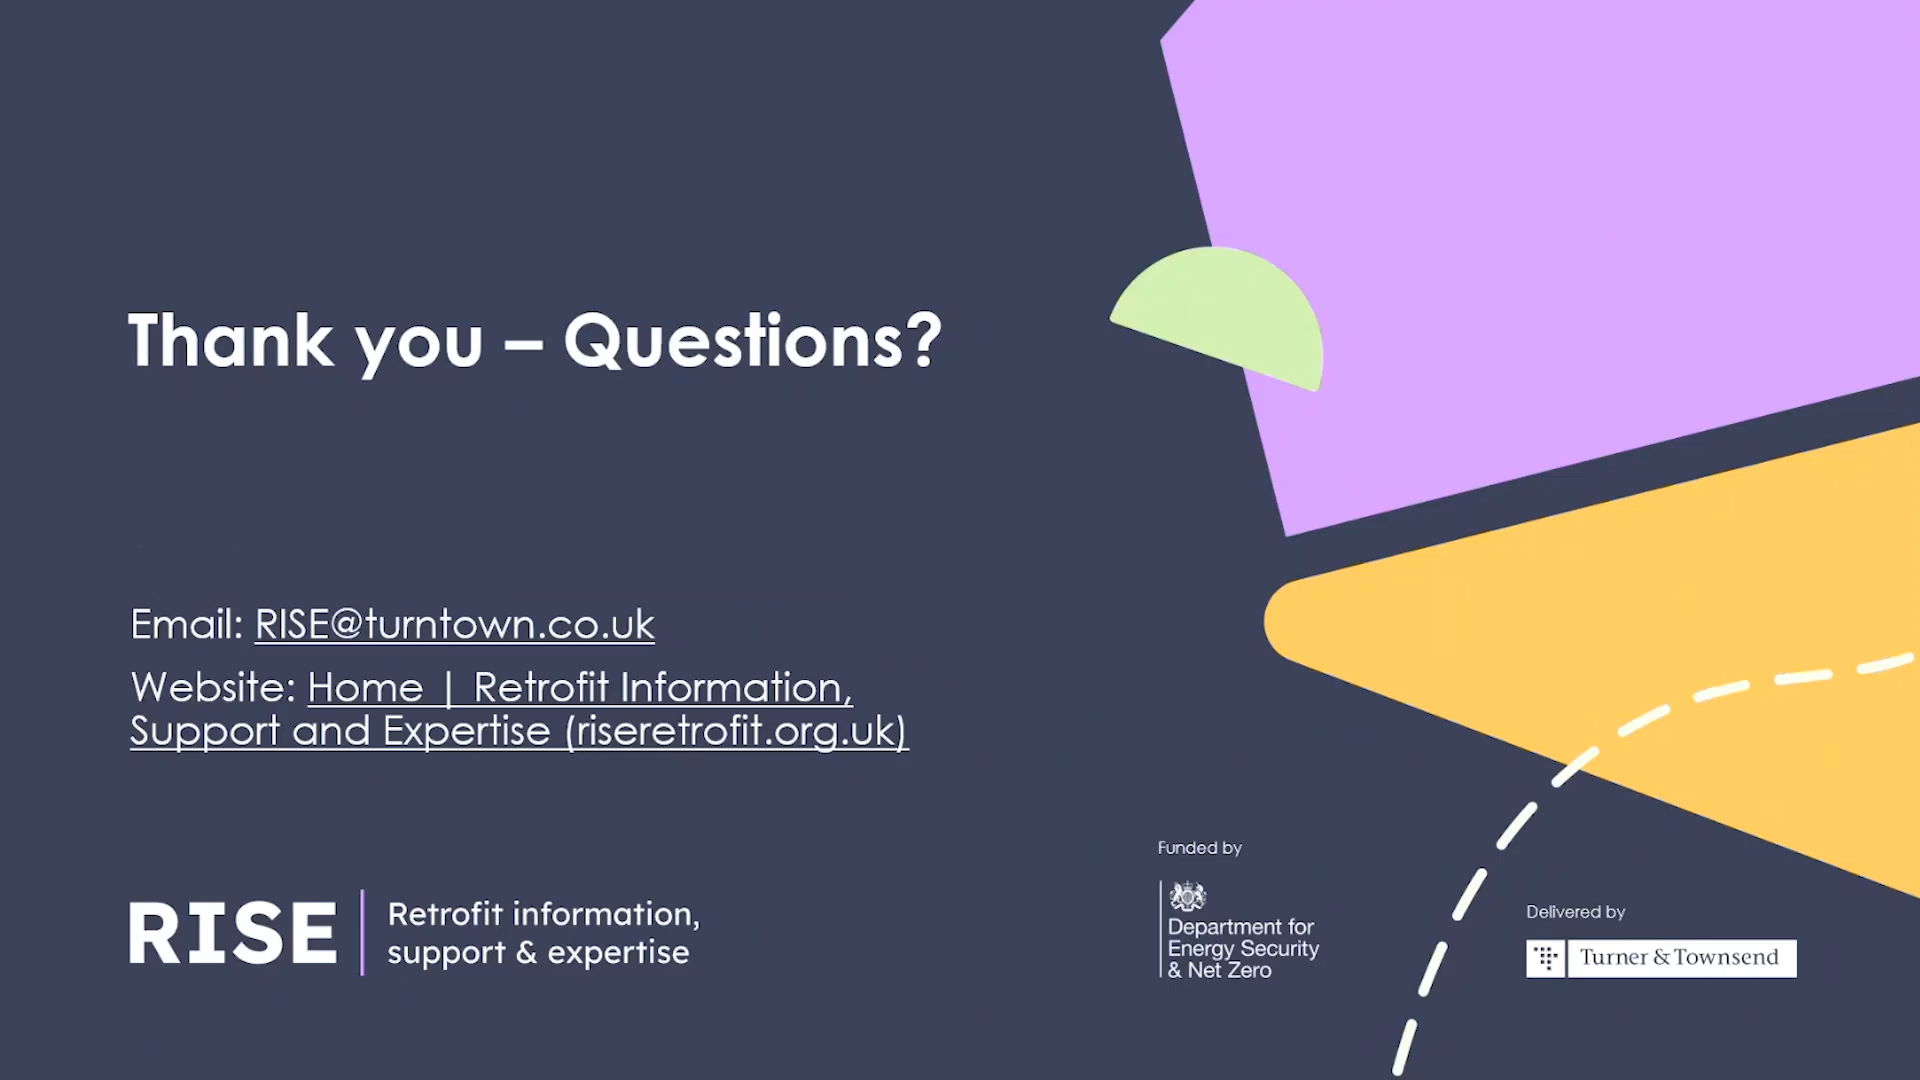 Thank you – Questions?
Email: RISE@turntown.co.uk
Website: Home | Retrofit Information,
Support and Expertise (riseretrofit.org.uk)
RISE
Retrofit information,
support & expertise
Funded by
Department for
Energy Security
& Net Zero
Delivered by
Turner & Townsend